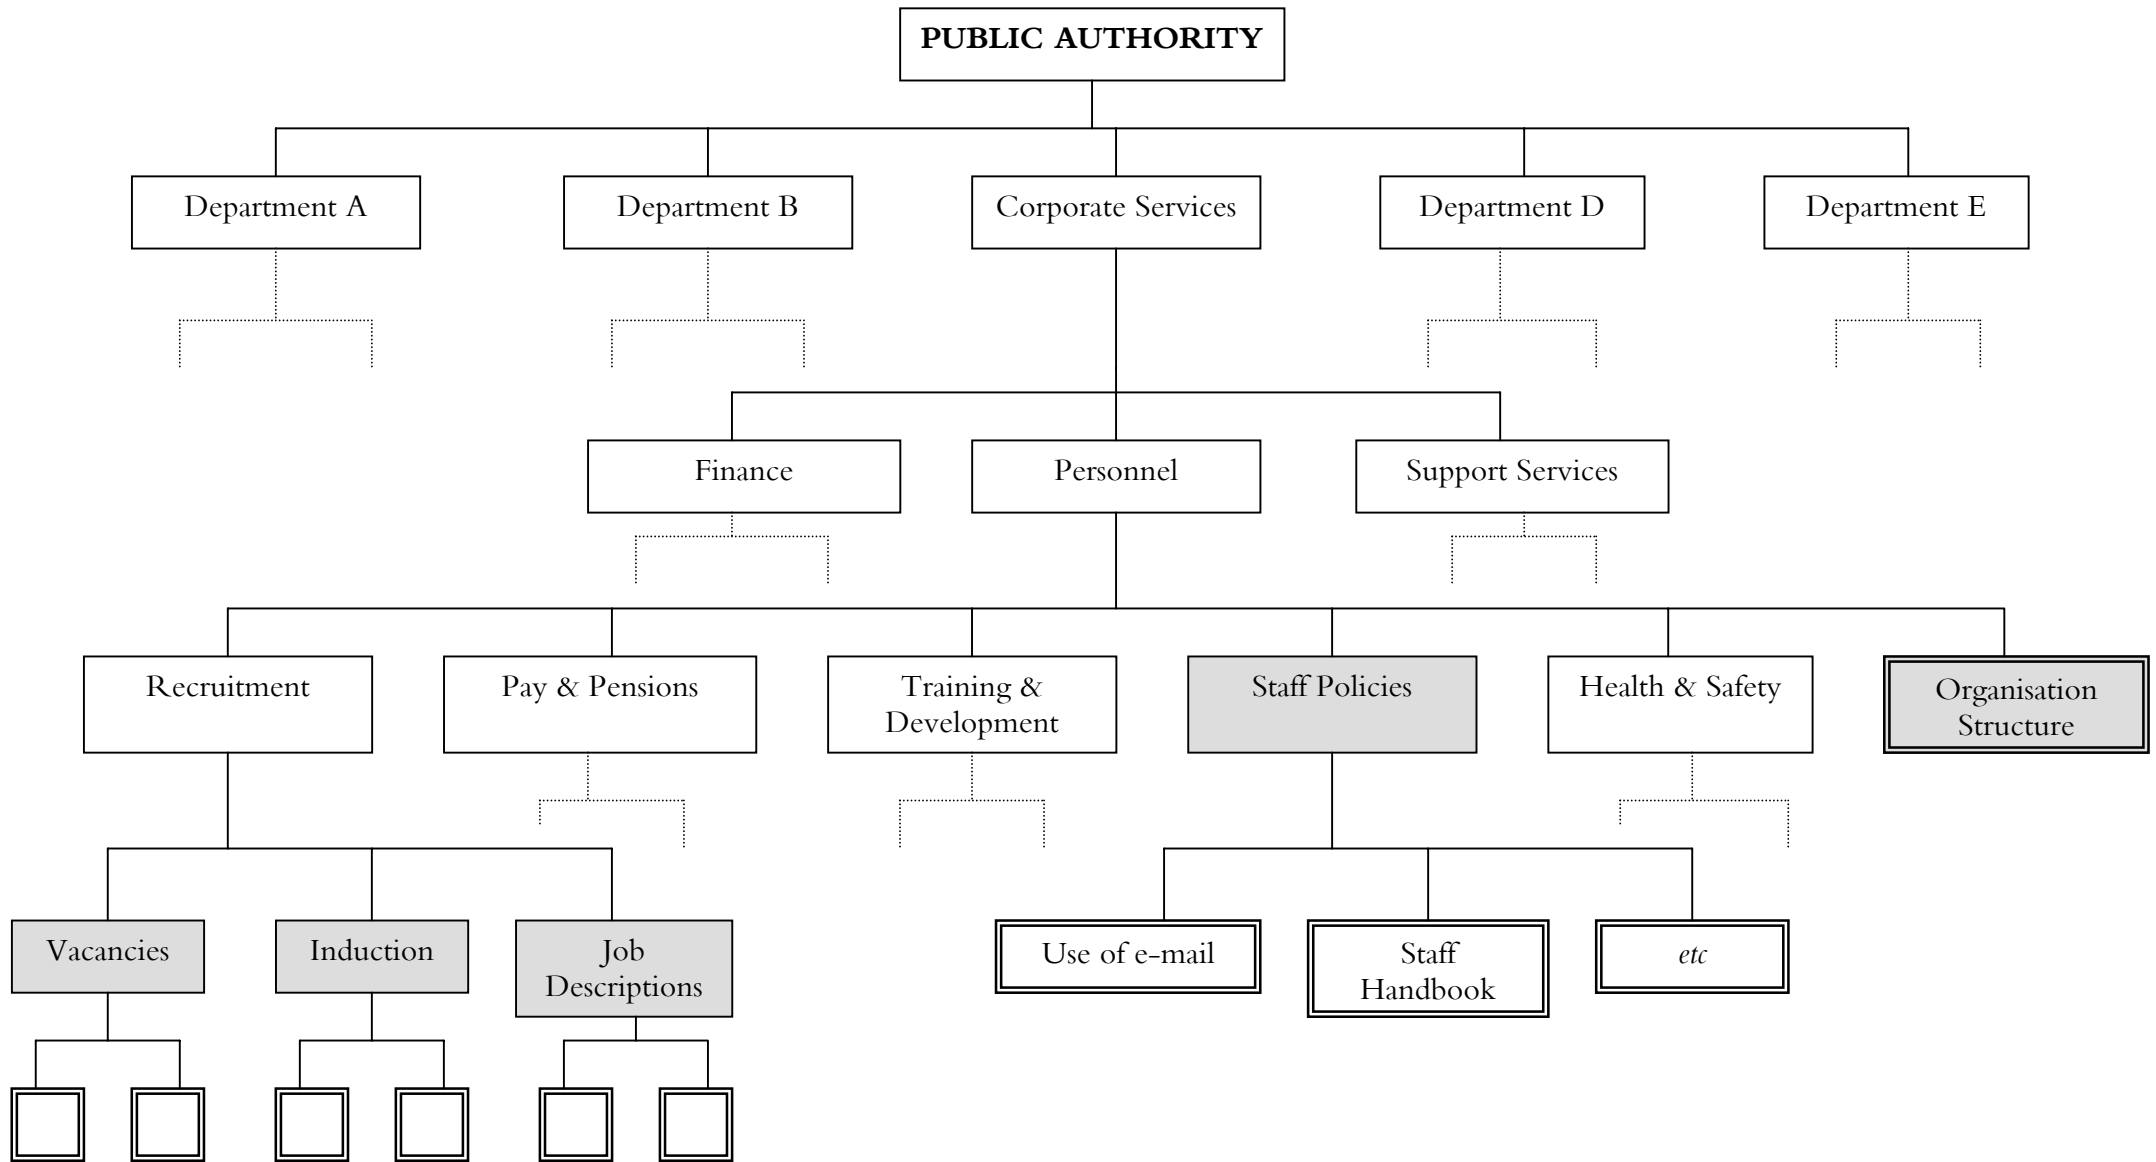 PUBLIC AUTHORITY
Department A
Department B
Corporate Services
Department D
Department E
Finance
Personnel
Support Services
Recruitment
Pay & Pensions
Training &
Development
Staff Policies
Health & Safety
Organisation
Structure
Vacancies
Induction
Job
Descriptions
Use of e-mail
Staff
Handbook
etc